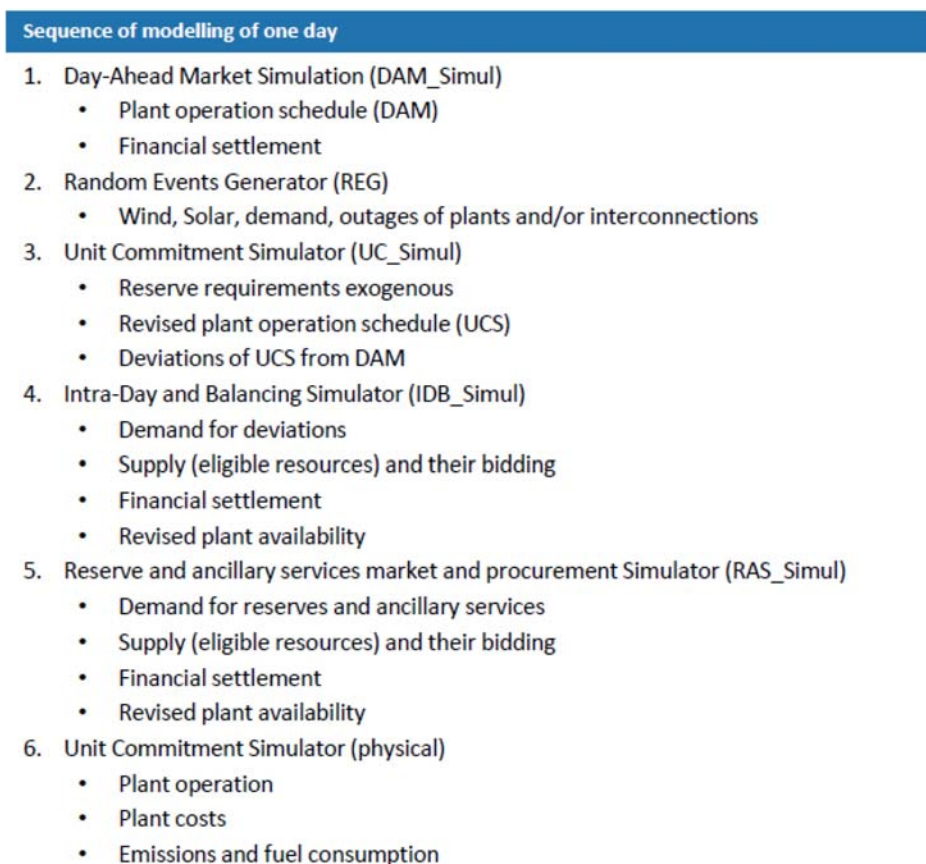 Sequence of modelling of one day
1. Day-Ahead Market Simulation (DAM_Simul)
• Plant operation schedule (DAM)
• Financial settlement
2. Random Events Generator (REG)
• Wind, Solar, demand, outages of plants and/or interconnections
3. Unit Commitment Simulator (UC_Simul)
• Reserve requirements exogenous
• Revised plant operation schedule (UCS)
• Deviations of UCS from DAM
4. Intra-Day and Balancing Simulator (IDB_Simul)
• Demand for deviations
• Supply (eligible resources) and their bidding
• Financial settlement
• Revised plant availability
5. Reserve and ancillary services market and procurement Simulator (RAS_Simul)
• Demand for reserves and ancillary services
• Supply (eligible resources) and their bidding
• Financial settlement
• Revised plant availability
6. Unit Commitment Simulator (physical)
• Plant operation
• Plant costs
• Emissions and fuel consumption